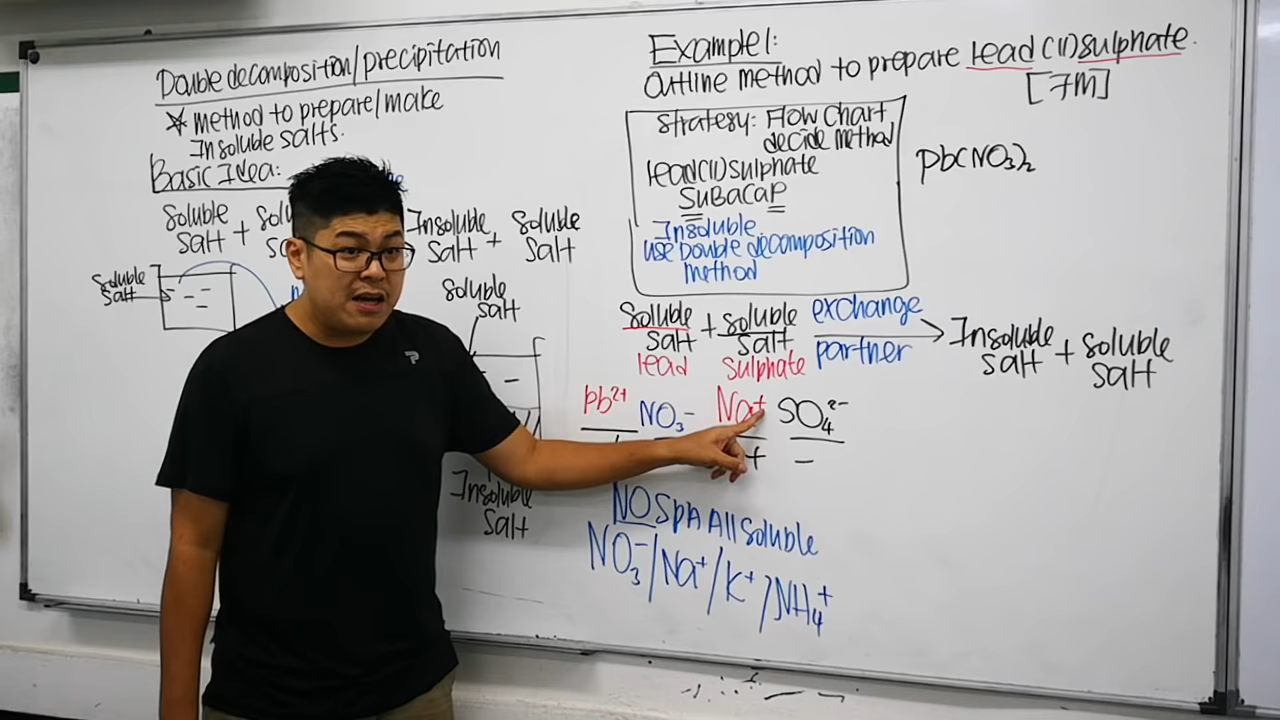 Double decomposition/precipitation
* method to prepare/make
Insoluble salts.
Basic Idea:
Soluble
salt +
Insoluble
salt + Soluble
salt
Soluble
salt
Soluble
salt
Insoluble
salt
Example 1:
Outline method to prepare lead(II)sulphate.
[7m]
Strategy: Flow chart
decide method
lead(II)sulphate
SuBaCaP
Insoluble
use Double decomposition
method
Pb(NO₃)₂
Soluble
salt + Soluble
salt
exchange
partner
→ Insoluble
salt + Soluble
salt
lead sulphate
Pb²⁺ NO₃⁻ Na⁺ SO₄²⁻
+ −
NO SPA All Soluble
NO₃⁻/Na⁺/K⁺/NH₄⁺